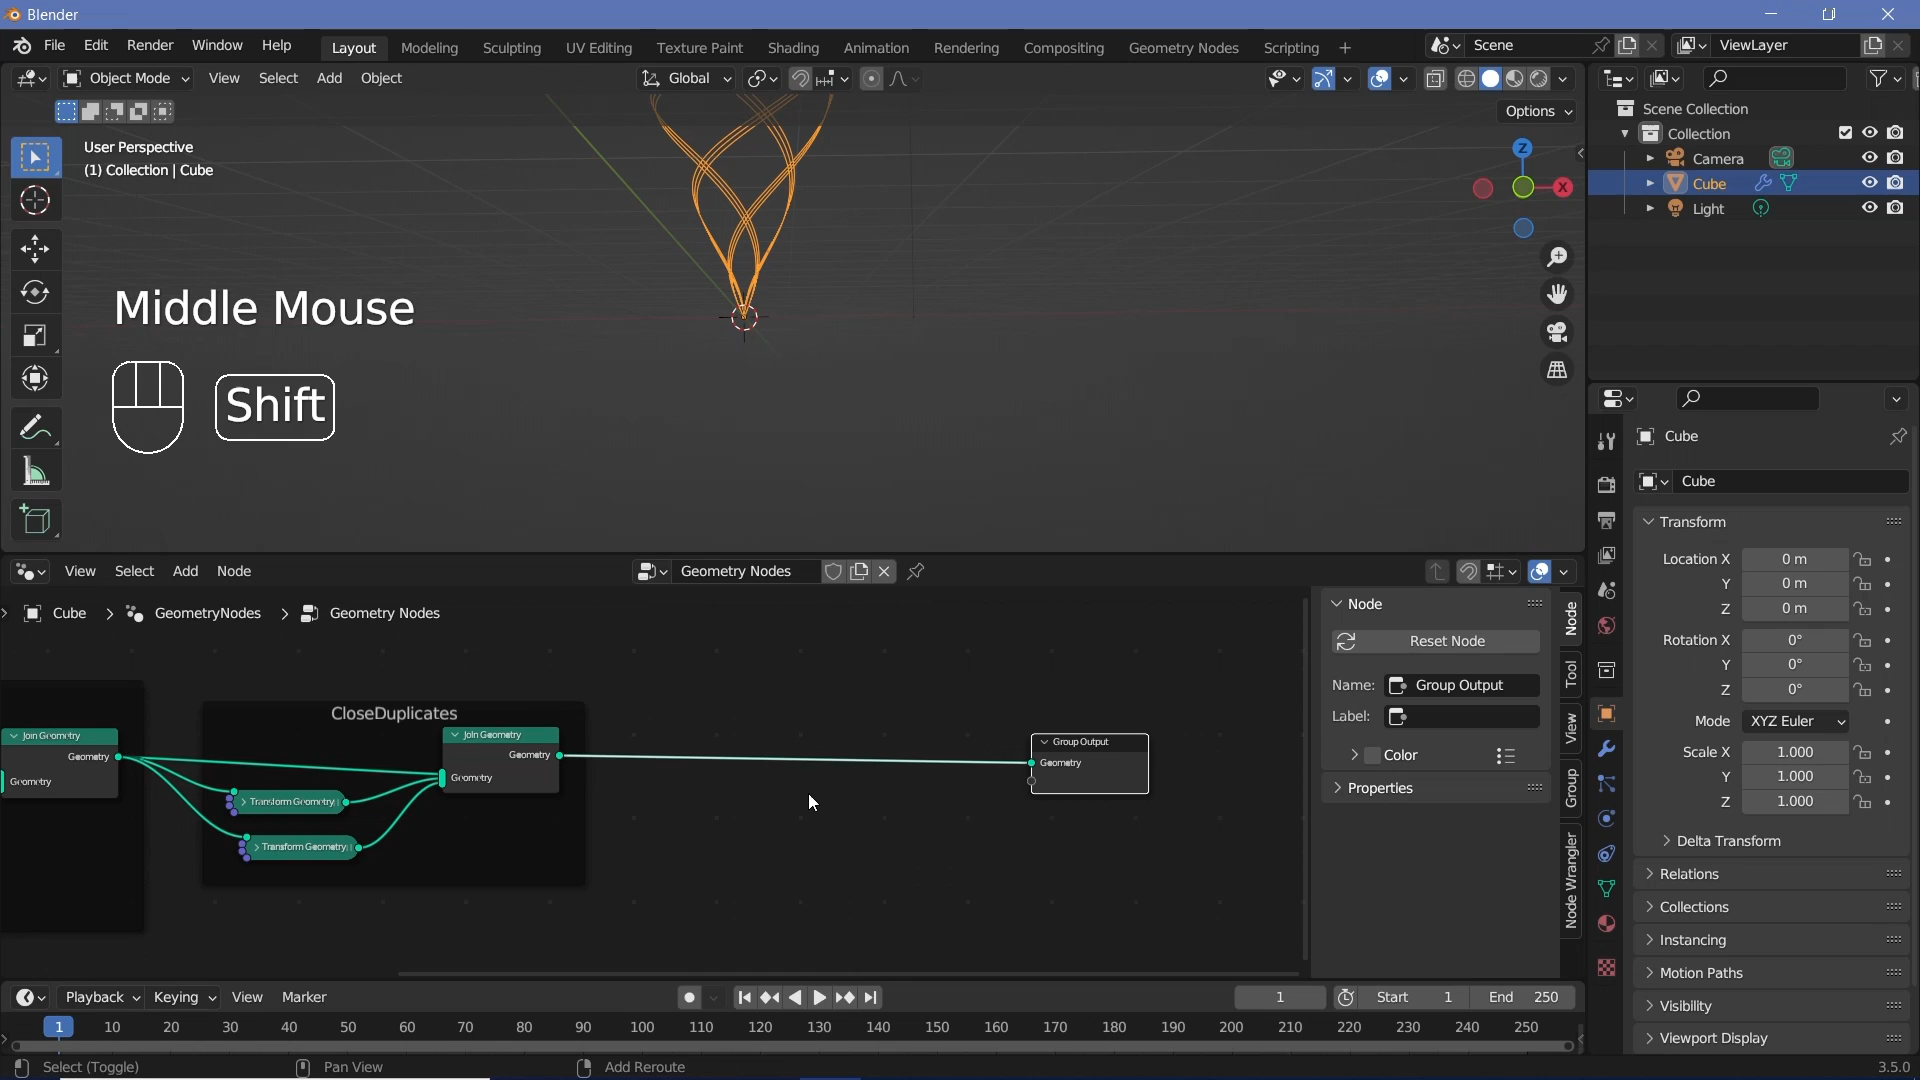 Blender
File Edit Render Window Help
Layout Modeling Sculpting UV Editing Texture Paint Shading Animation Rendering Compositing Geometry Nodes Scripting +
Scene
ViewLayer
Object Mode View Select Add Object
Global
Options
User Perspective
(1) Collection | Cube
Z
X
Middle Mouse
Shift
Scene Collection
Collection
Camera
Cube
Light
Cube
Cube
Transform
Location X 0 m
Y 0 m
Z 0 m
Rotation X 0°
Y 0°
Z 0°
Mode XYZ Euler
Scale X 1.000
Y 1.000
Z 1.000
Delta Transform
Relations
Collections
Instancing
Motion Paths
Visibility
Viewport Display
View Select Add Node
Geometry Nodes
Cube > GeometryNodes > Geometry Nodes
Join Geometry
Geometry
Geometry
CloseDuplicates
Join Geometry
Geometry
Geometry
Transform Geometry
Transform Geometry
Group Output
Geometry
Node
Reset Node
Name: Group Output
Label:
Color
Properties
Node
Tool
View
Group
Node Wrangler
Playback Keying View Marker
1
Start 1
End 250
1 10 20 30 40 50 60 70 80 90 100 110 120 130 140 150 160 170 180 190 200 210 220 230 240 250
Select (Toggle)
Pan View
Add Reroute
3.5.0